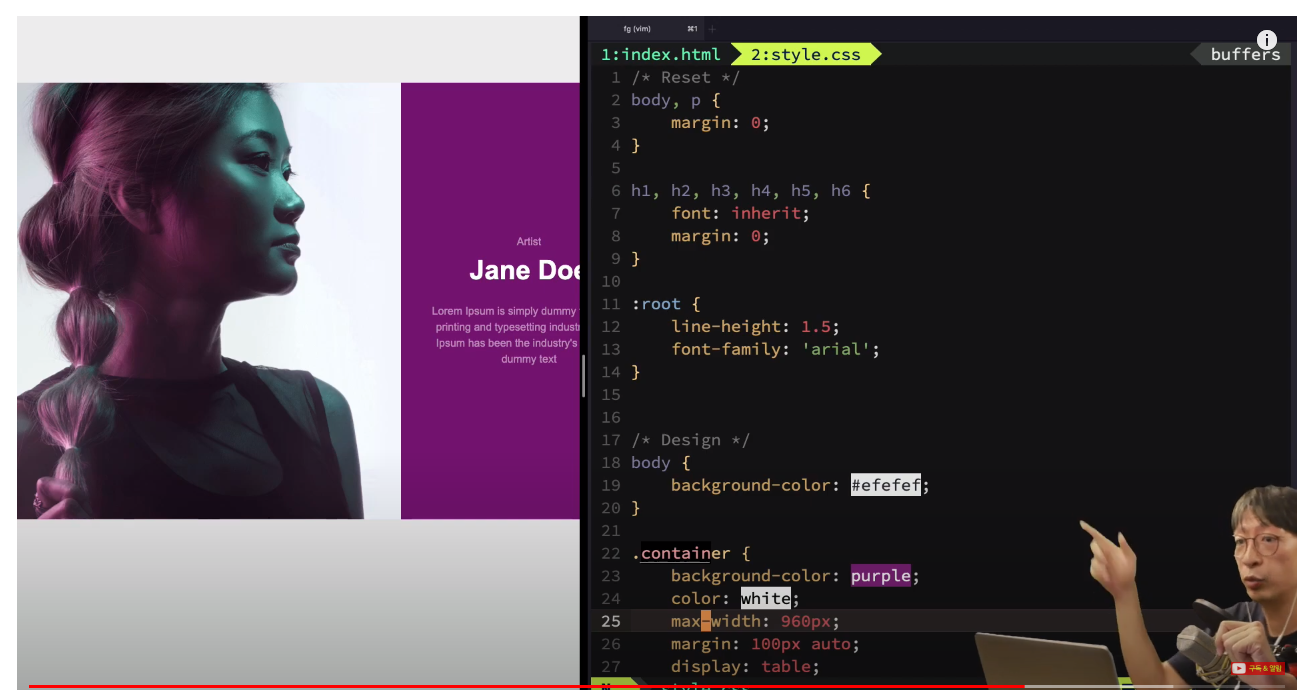 fg (vim) ⌘1 +
1:index.html 2:style.css buffers
1 /* Reset */
2 body, p {
3 margin: 0;
4 }
5
6 h1, h2, h3, h4, h5, h6 {
7 font: inherit;
8 margin: 0;
9 }
10
11 :root {
12 line-height: 1.5;
13 font-family: 'arial';
14 }
15
16
17 /* Design */
18 body {
19 background-color: #efefef;
20 }
21
22 .container {
23 background-color: purple;
24 color: white;
25 max-width: 960px;
26 margin: 100px auto;
27 display: table;
Artist
Jane Doe
Lorem Ipsum is simply dummy
printing and typesetting
Ipsum has been the industry's
dummy text
구독 & 알림